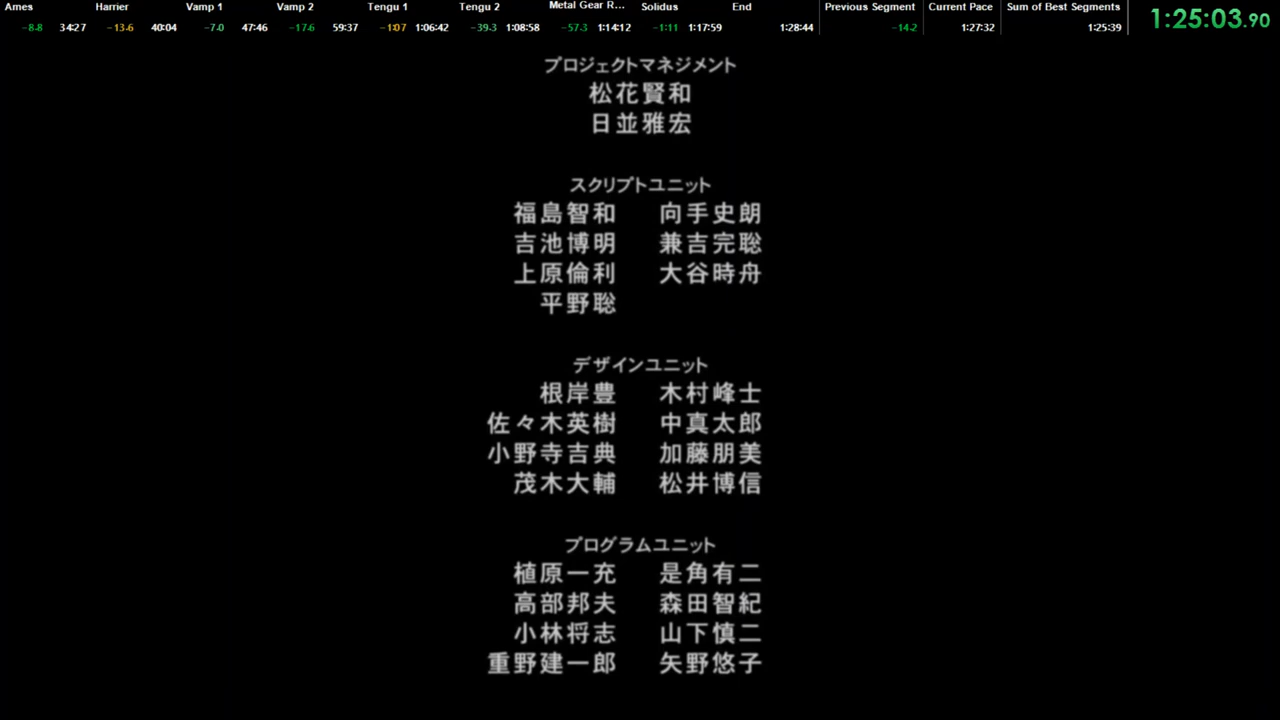 Ames Harrier Vamp 1 Vamp 2 Tengu 1 Tengu 2 Metal Gear R... Solidus End Previous Segment Current Pace Sum of Best Segments
−8.8 34:27 −13.6 40:04 −7.0 47:46 −17.6 59:37 −1:07 1:06:42 −39.3 1:08:58 −57.3 1:14:12 −1:11 1:17:59 1:28:44 −14.2 1:27:32 1:25:39
1:25:03.90
プロジェクトマネジメント
松花賢和
日並雅宏
スクリプトユニット
福島智和 向手史朗
吉池博明 兼吉完聡
上原倫利 大谷時舟
平野聡
デザインユニット
根岸豊 木村峰士
佐々木英樹 中真太郎
小野寺吉典 加藤朋美
茂木大輔 松井博信
プログラムユニット
植原一充 是角有二
高部邦夫 森田智紀
小林将志 山下慎二
重野建一郎 矢野悠子